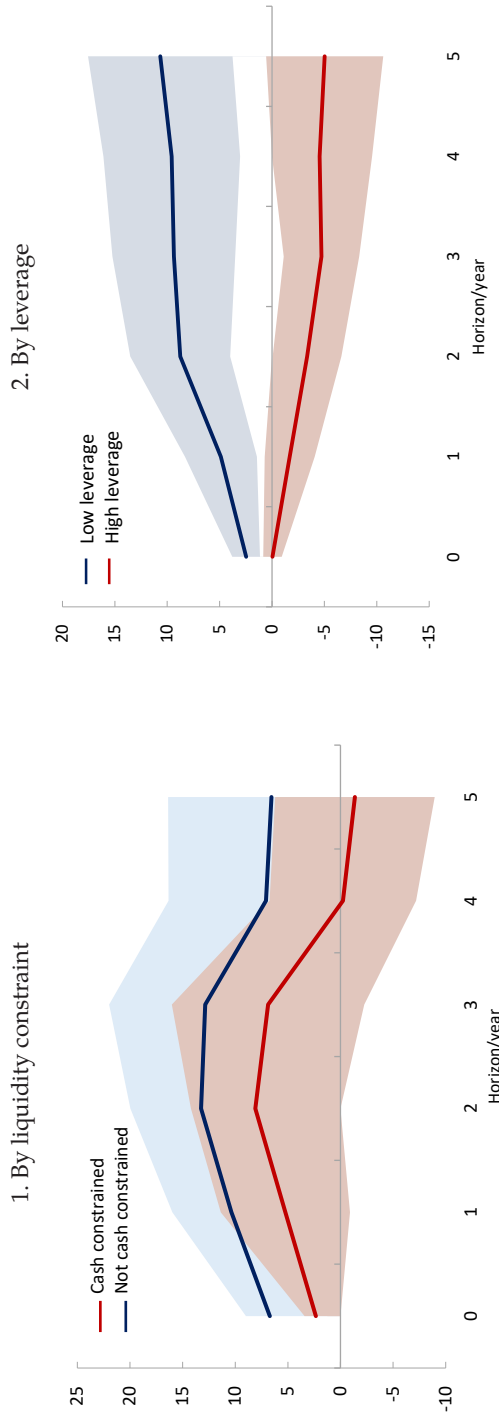 1. By liquidity constraint
Cash constrained
Not cash constrained
25
20
15
10
5
0
-5
-10
0 1 2 3 4 5
Horizon/year
2. By leverage
Low leverage
High leverage
20
15
10
5
0
-5
-10
-15
0 1 2 3 4 5
Horizon/year